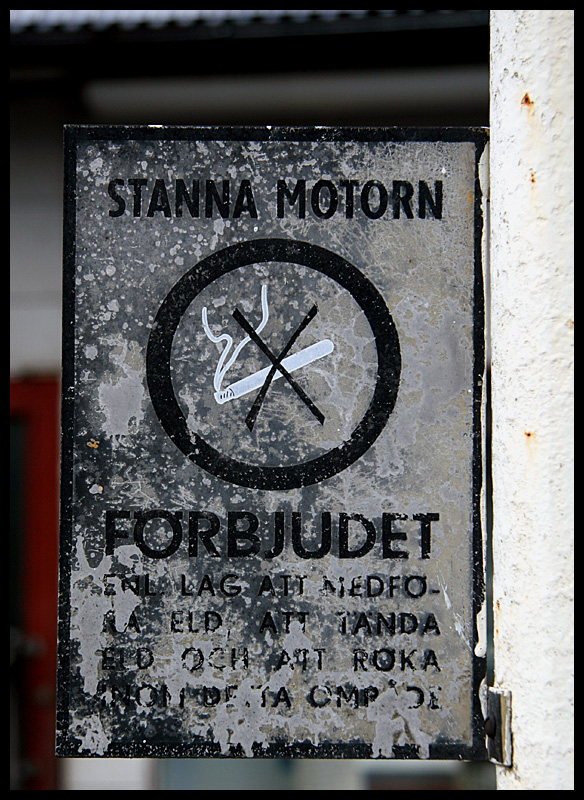 STANNA MOTORN
FÖRBJUDET
ENL. LAG ATT MEDFÖ-
RA ELD, ATT TÄNDA
ELD OCH ATT RÖKA
INOM DETTA OMRÅDE